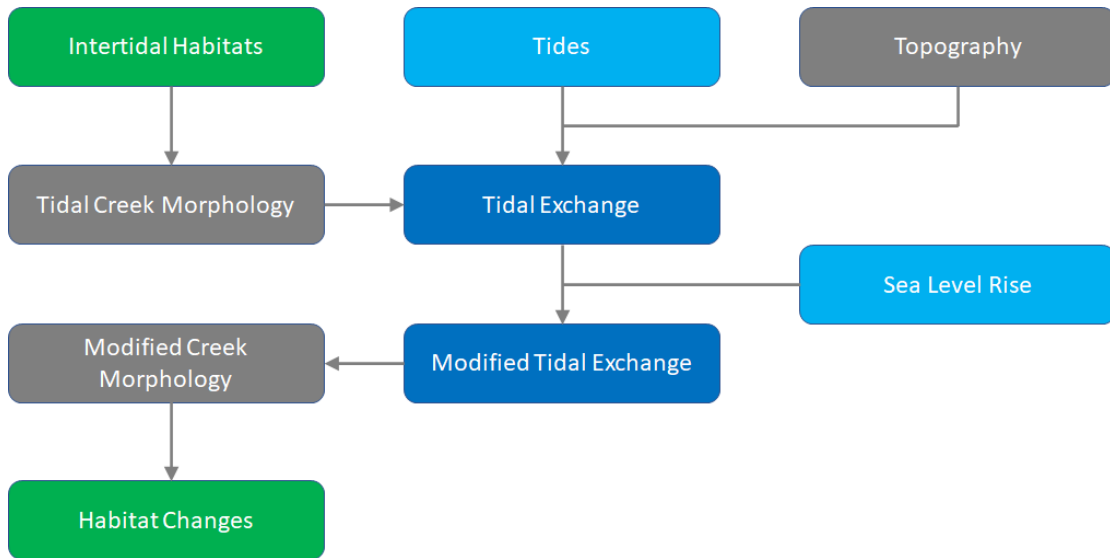 Intertidal Habitats
Tides
Topography
Tidal Creek Morphology
Tidal Exchange
Sea Level Rise
Modified Creek
Morphology
Modified Tidal Exchange
Habitat Changes